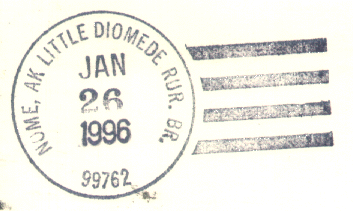 NOME, AK LITTLE DIOMEDE RUR. BR.
JAN
26
1996
99762